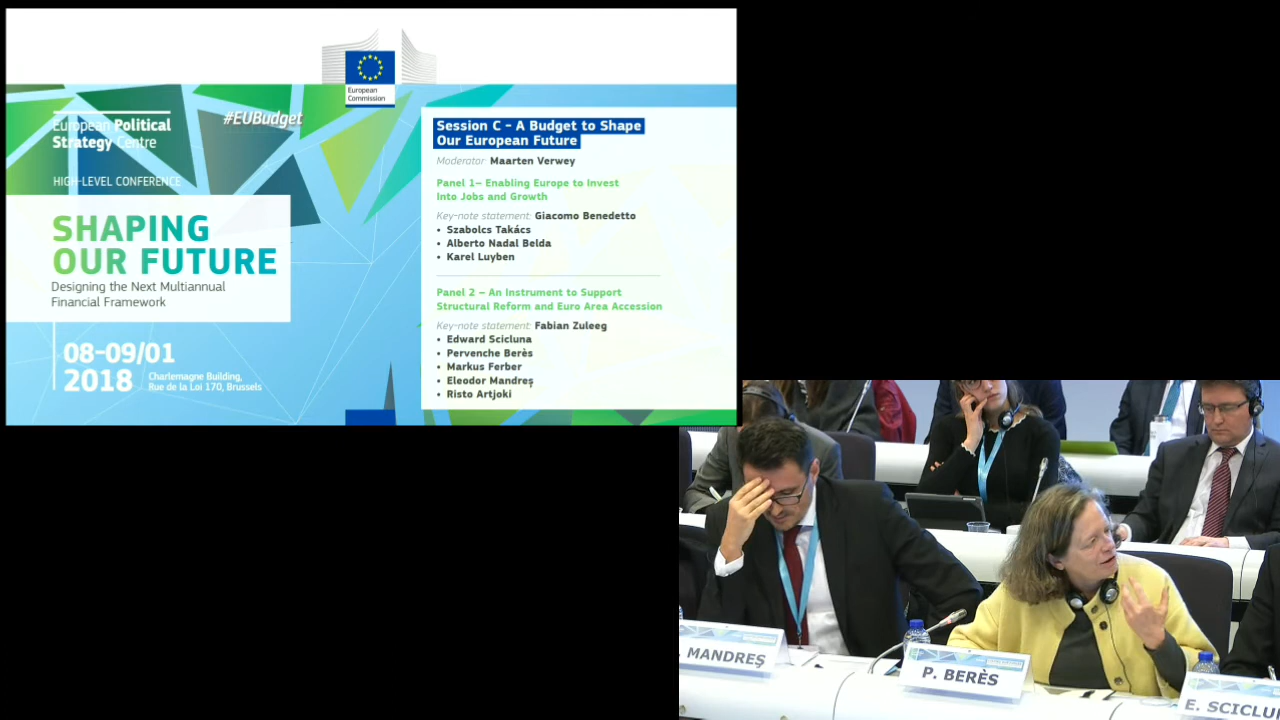 European
Commission
European Political
Strategy Centre
#EUBudget
HIGH-LEVEL CONFERENCE
SHAPING
OUR FUTURE
Designing the Next Multiannual
Financial Framework
08-09/01
2018
Charlemagne Building,
Rue de la Loi 170, Brussels
Session C - A Budget to Shape
Our European Future
Moderator: Maarten Verwey
Panel 1– Enabling Europe to Invest
Into Jobs and Growth
Key-note statement: Giacomo Benedetto
• Szabolcs Takács
• Alberto Nadal Belda
• Karel Luyben
Panel 2 – An Instrument to Support
Structural Reform and Euro Area Accession
Key-note statement: Fabian Zuleeg
• Edward Scicluna
• Pervenche Berès
• Markus Ferber
• Eleodor Mandreș
• Risto Artjoki
MANDREȘ
P. BERÈS
E. SCICLU